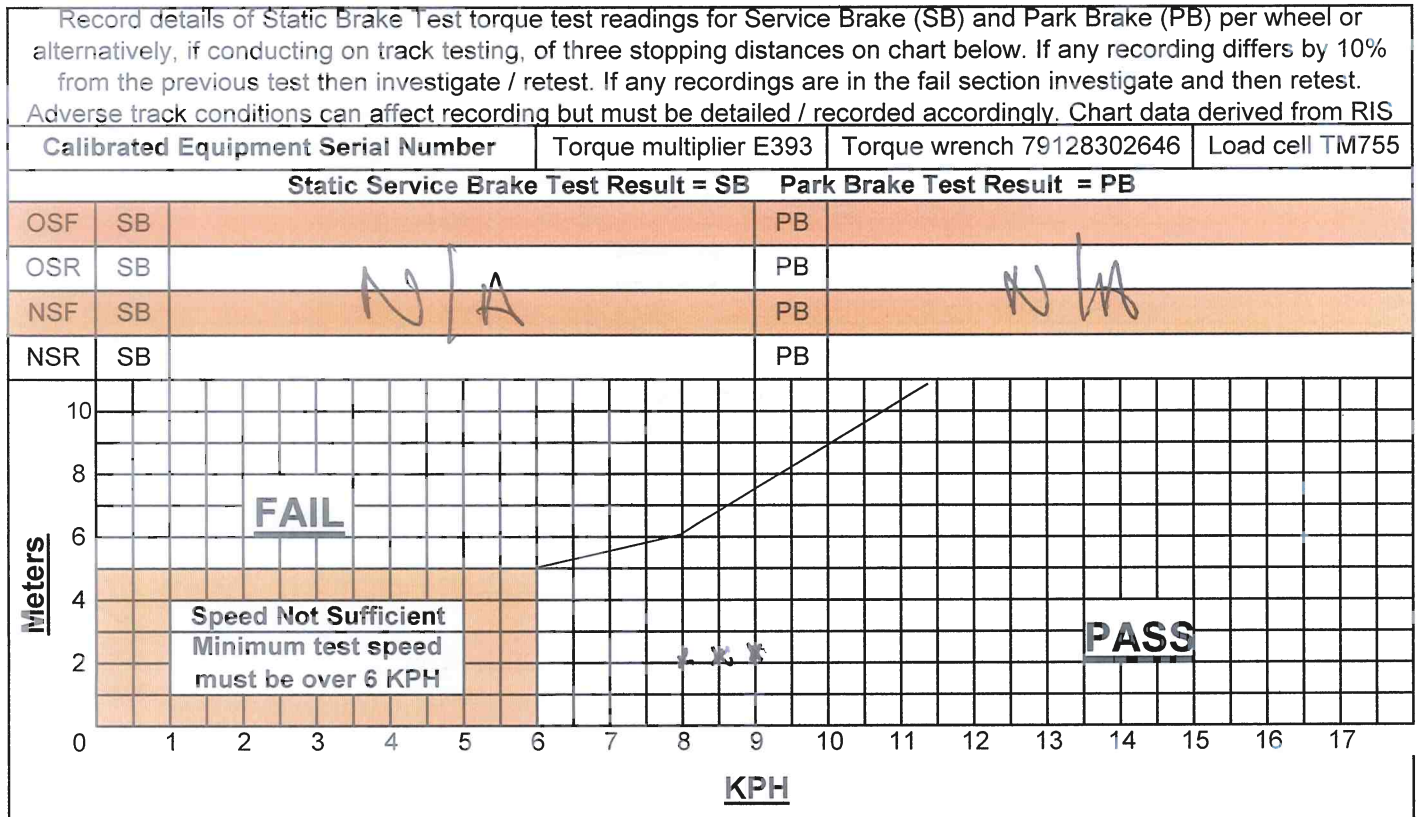 Record details of Static Brake Test torque test readings for Service Brake (SB) and Park Brake (PB) per wheel or
alternatively, if conducting on track testing, of three stopping distances on chart below. If any recording differs by 10%
from the previous test then investigate / retest. If any recordings are in the fail section investigate and then retest.
Adverse track conditions can affect recording but must be detailed / recorded accordingly. Chart data derived from RIS
Calibrated Equipment Serial Number Torque multiplier E393 Torque wrench 79128302646 Load cell TM755
Static Service Brake Test Result = SB Park Brake Test Result = PB
OSF SB PB
OSR SB PB
N/A N/A
NSF SB PB
NSR SB PB
10
8
FAIL
6
Meters
4
Speed Not Sufficient
Minimum test speed
must be over 6 KPH
PASS
2
0 1 2 3 4 5 6 7 8 9 10 11 12 13 14 15 16 17
KPH